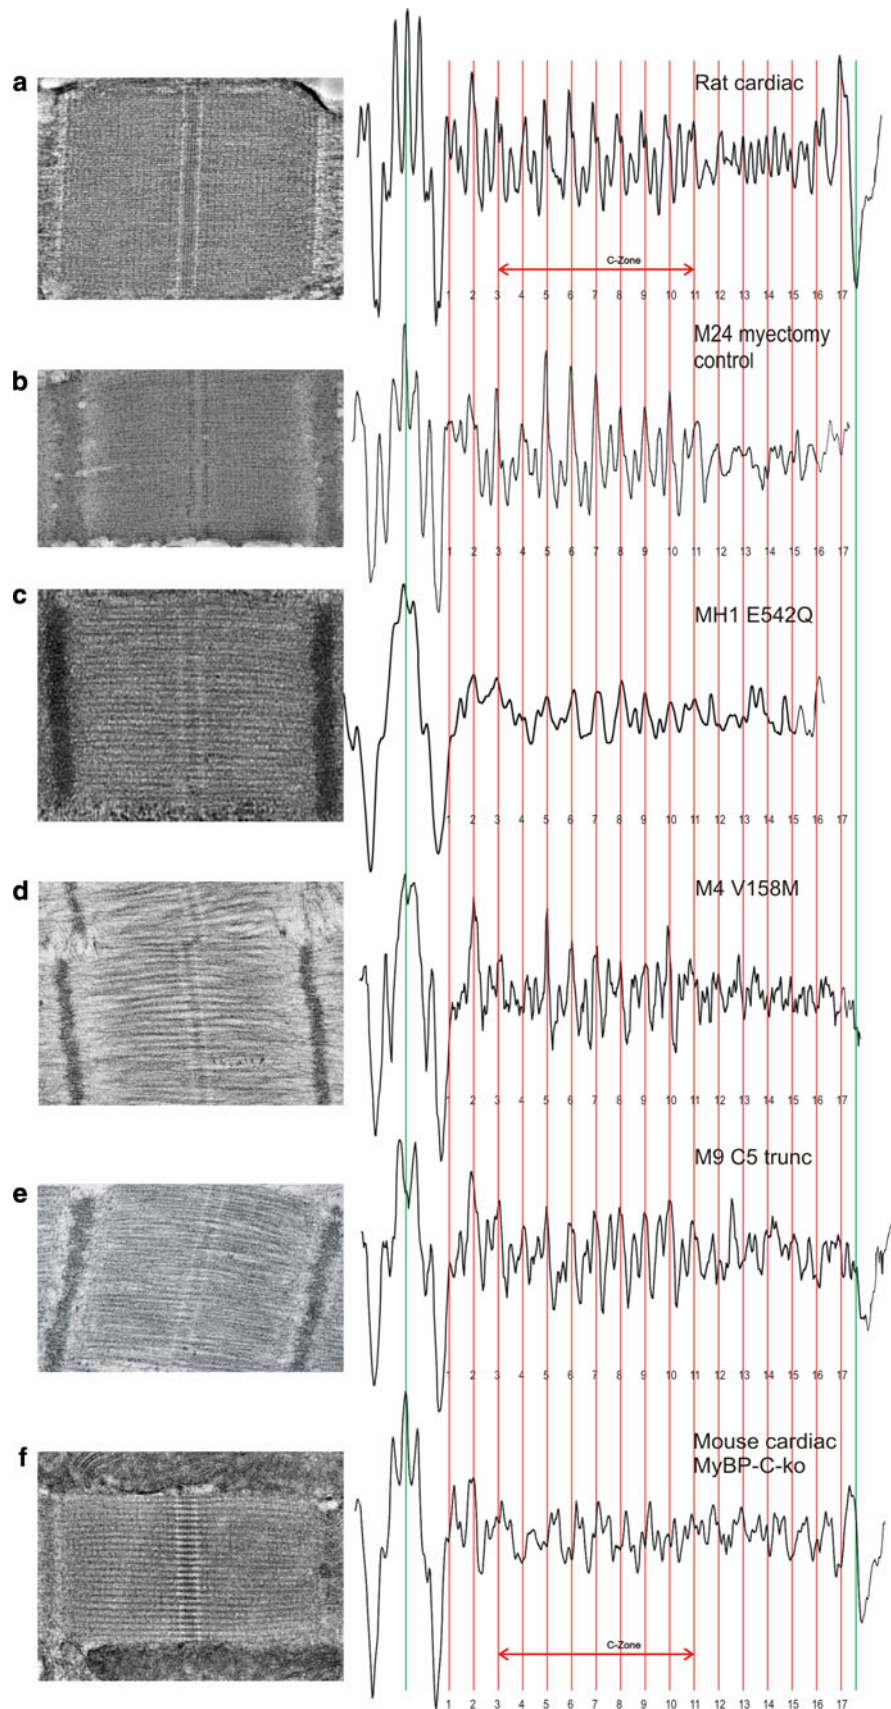 a
Rat cardiac
C-Zone
1 2 3 4 5 6 7 8 9 10 11 12 13 14 15 16 17
M24 myectomy
control
b
1 2 3 4 5 6 7 8 9 10 11 12 13 14 15 16 17
c
MH1 E542Q
1 2 3 4 5 6 7 8 9 10 11 12 13 14 15 16 17
d
M4 V158M
1 2 3 4 5 6 7 8 9 10 11 12 13 14 15 16 17
M9 C5 trunc
e
1 2 3 4 5 6 7 8 9 10 11 12 13 14 15 16 17
f
Mouse cardiac
MyBP-C-ko
C-Zone
1 2 3 4 5 6 7 8 9 10 11 12 13 14 15 16 17